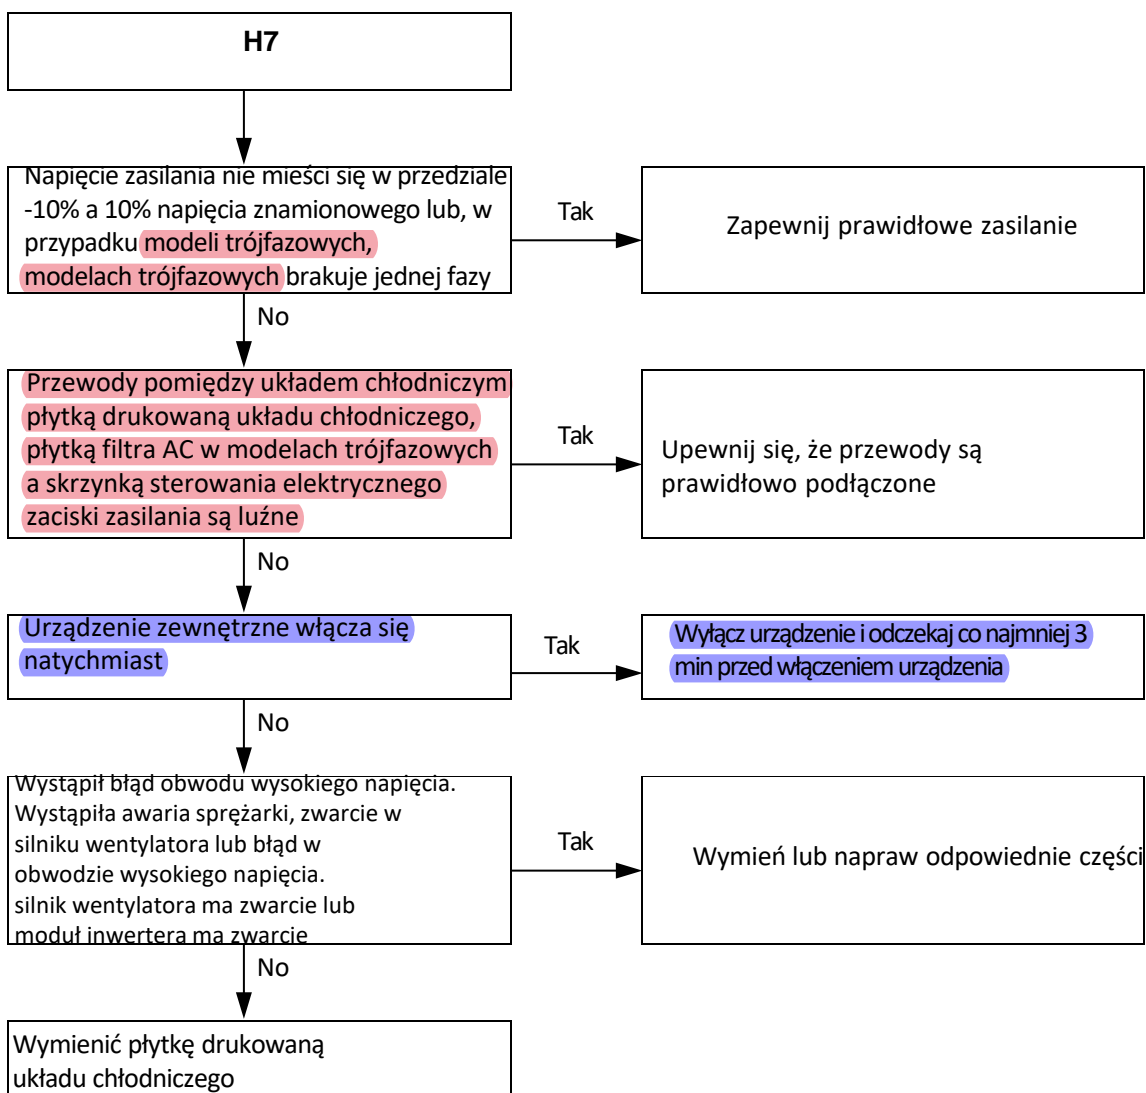 H7
Napięcie zasilania nie mieści się w przedziale
-10% a 10% napięcia znamionowego lub, w
przypadku modeli trójfazowych,
modelach trójfazowych brakuje jednej fazy
Tak
Zapewnij prawidłowe zasilanie
No
Przewody pomiędzy układem chłodniczym
płytką drukowaną układu chłodniczego,
płytką filtra AC w modelach trójfazowych
a skrzynką sterowania elektrycznego
zaciski zasilania są luźne
Tak
Upewnij się, że przewody są
prawidłowo podłączone
No
Urządzenie zewnętrzne włącza się
natychmiast
Tak
Wyłącz urządzenie i odczekaj co najmniej 3
min przed włączeniem urządzenia
No
Wystąpił błąd obwodu wysokiego napięcia.
Wystąpiła awaria sprężarki, zwarcie w
silniku wentylatora lub błąd w
obwodzie wysokiego napięcia.
silnik wentylatora ma zwarcie lub
moduł inwertera ma zwarcie
Tak
Wymień lub napraw odpowiednie części
No
Wymienić płytkę drukowaną
układu chłodniczego